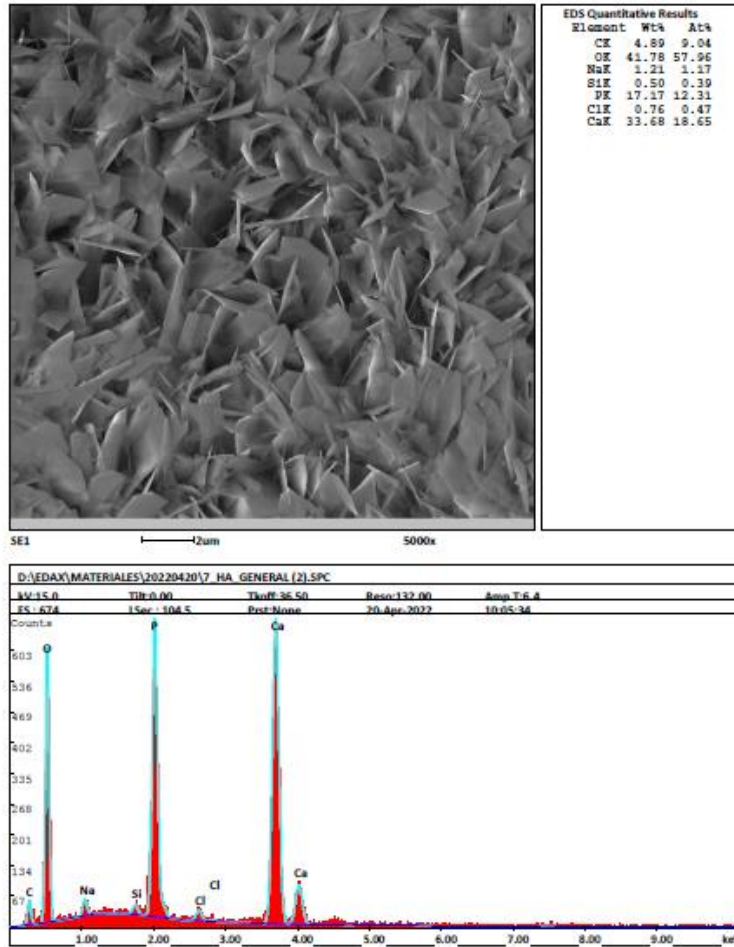 EDS Quantitative Results
Element Wt% At%
CK 4.89 9.04
OK 41.78 57.96
NaK 1.21 1.17
SiK 0.50 0.39
PK 17.17 12.31
ClK 0.76 0.47
CaK 33.68 18.65
SE1 2um 5000x
D:\EDAX\MATERIALES\20220420\7_HA_GENERAL (2).SPC
kV:15.0 Tilt:0.00 Tkoff:36.50 Reso:132.00 Amp.T:6.4
FS : 674 LSec : 104.5 Prst:None 20-Apr-2022 10:05:34
Counts
P Ca
603 O
536
469
402
335
268
201
134
67 C Na Si Cl Cl Ca
1.00 2.00 3.00 4.00 5.00 6.00 7.00 8.00 9.00